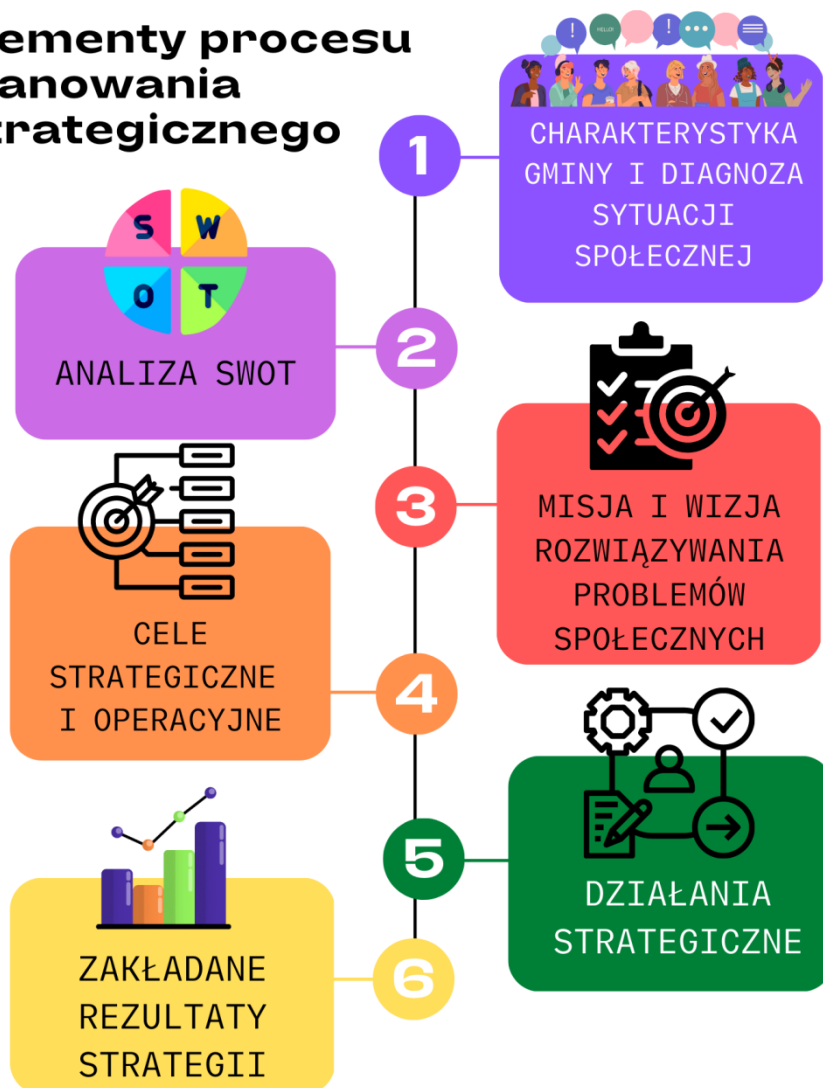 ementy procesu
anowania
trategicznego
1
CHARAKTERYSTYKA
GMINY I DIAGNOZA
SYTUACJI
SPOŁECZNEJ
S W
O T
2
ANALIZA SWOT
3
MISJA I WIZJA
ROZWIĄZYWANIA
PROBLEMÓW
SPOŁECZNYCH
4
CELE
STRATEGICZNE
I OPERACYJNE
5
DZIAŁANIA
STRATEGICZNE
6
ZAKŁADANE
REZULTATY
STRATEGII